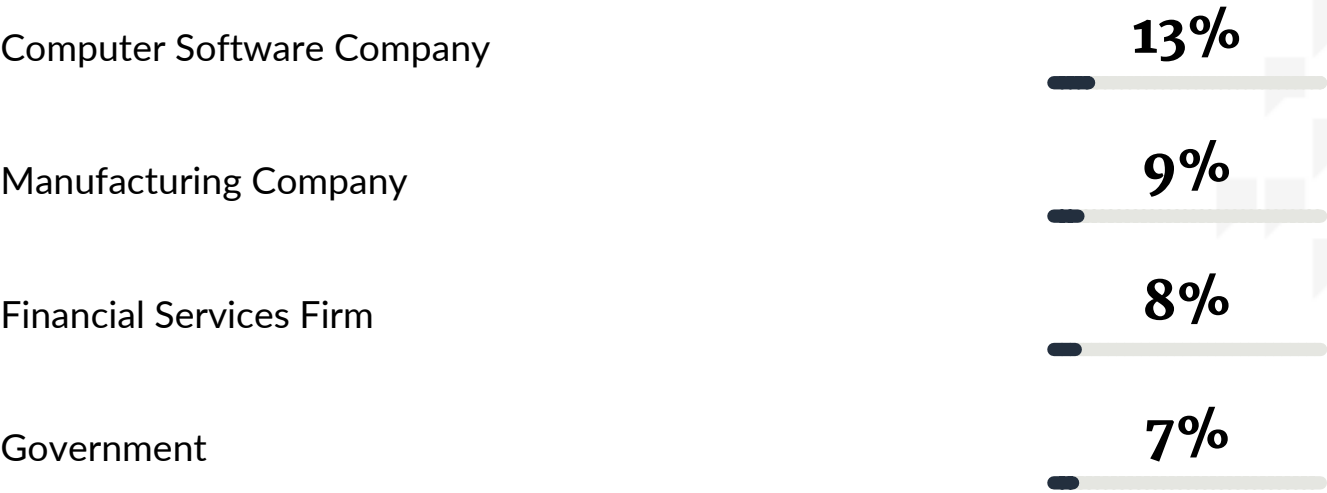 Computer Software Company
13%
Manufacturing Company
9%
Financial Services Firm
8%
Government
7%